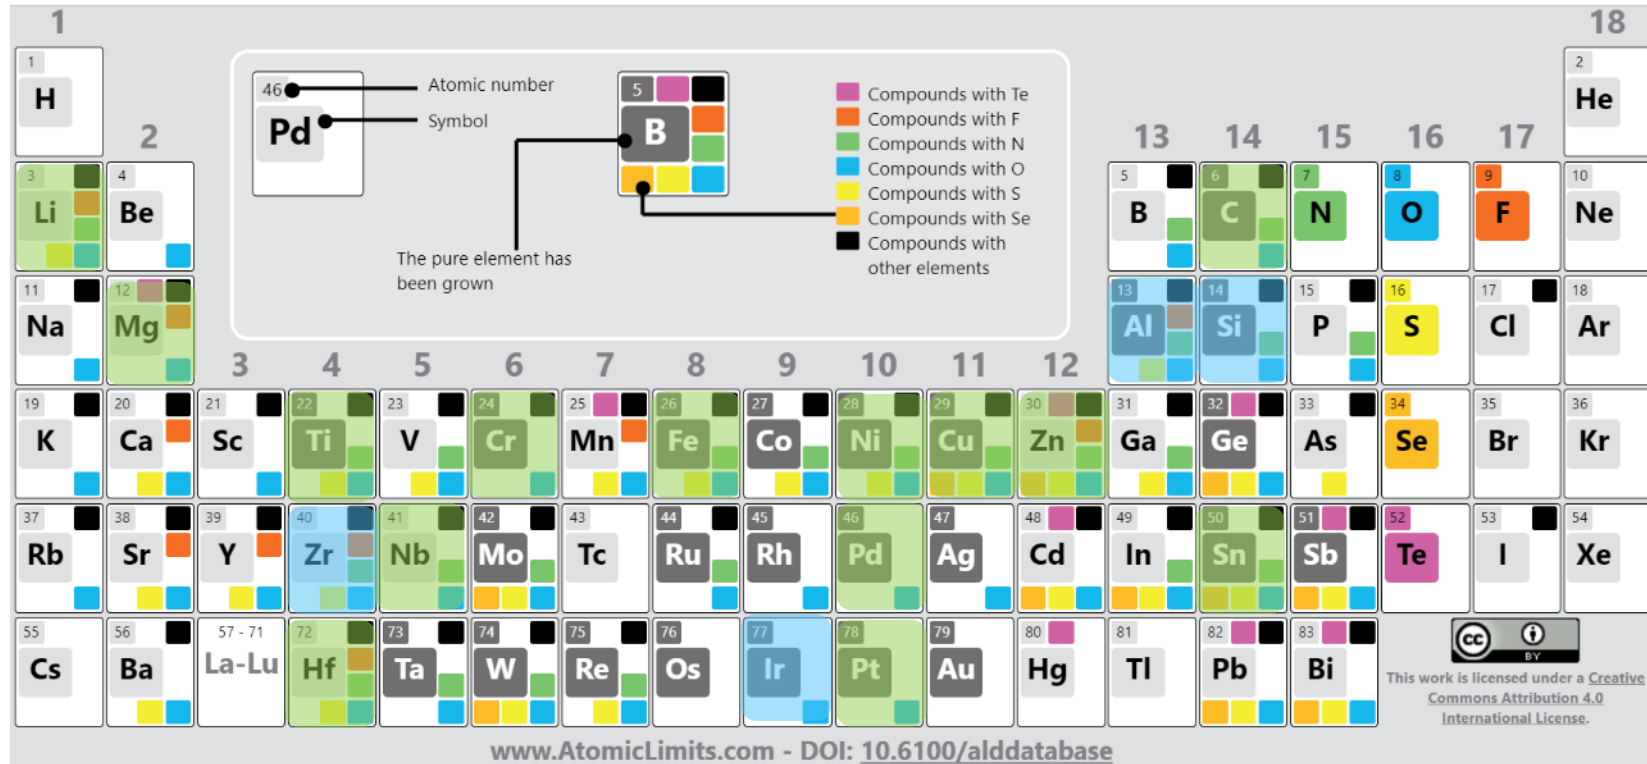 1
18
1
H
2
He
46
Pd
Atomic number
Symbol
5
B
The pure element has
been grown
Compounds with Te
Compounds with F
Compounds with N
Compounds with O
Compounds with S
Compounds with Se
Compounds with
other elements
2
13 14 15 16 17
3 4 5 6 7 8 9 10
Li Be B C N O F Ne
11 12 13 14 15 16 17 18
Na Mg Al Si P S Cl Ar
3 4 5 6 7 8 9 10 11 12
19 20 21 22 23 24 25 26 27 28 29 30 31 32 33 34 35 36
K Ca Sc Ti V Cr Mn Fe Co Ni Cu Zn Ga Ge As Se Br Kr
37 38 39 40 41 42 43 44 45 46 47 48 49 50 51 52 53 54
Rb Sr Y Zr Nb Mo Tc Ru Rh Pd Ag Cd In Sn Sb Te I Xe
55 56 57 - 71 72 73 74 75 76 77 78 79 80 81 82 83
Cs Ba La-Lu Hf Ta W Re Os Ir Pt Au Hg Tl Pb Bi
cc BY
This work is licensed under a Creative
Commons Attribution 4.0
International License.
www.AtomicLimits.com - DOI: 10.6100/alddatabase